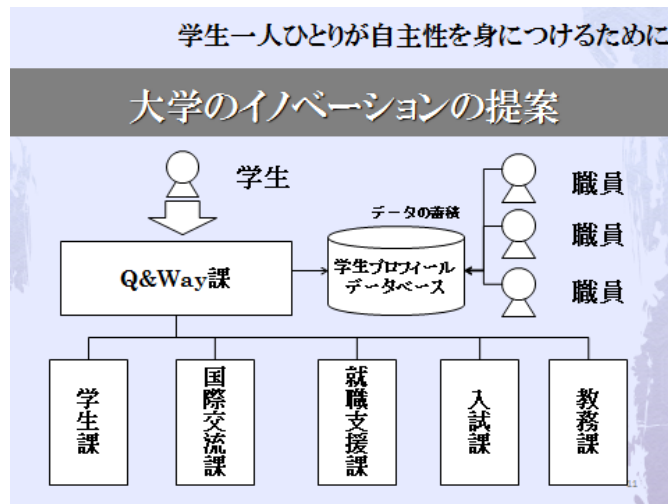 学生一人ひとりが自主性を身につけるために
大学のイノベーションの提案
学生
職員
データの蓄積
職員
学生プロフィール
データベース
Q&Way課
職員
学生課
国際交流課
就職支援課
入試課
教務課
11